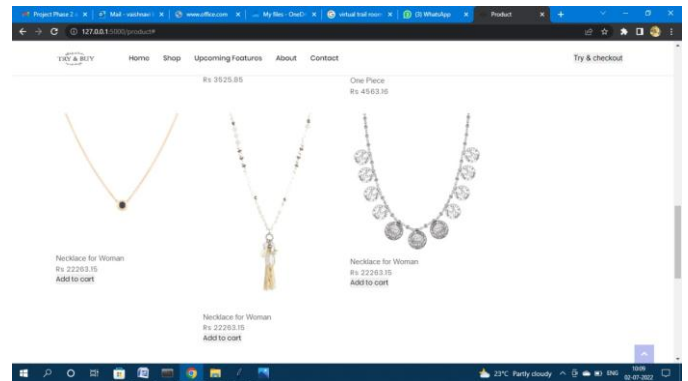 Project Phase 2
Mail - vaishnavi
www.office.com
My files - OneD
virtual trail room
(3) WhatsApp
Product
127.0.0.1:5000/product#
TRY & BUY
Home Shop Upcoming Features About Contact
Try & checkout
Rs 3525.85
One Piece
Rs 4563.15
Necklace for Woman
Rs 22263.15
Add to cart
Necklace for Woman
Rs 22263.15
Add to cart
Necklace for Woman
Rs 22263.15
Add to cart
23°C Partly cloudy
ENG
10:09
02-07-2022